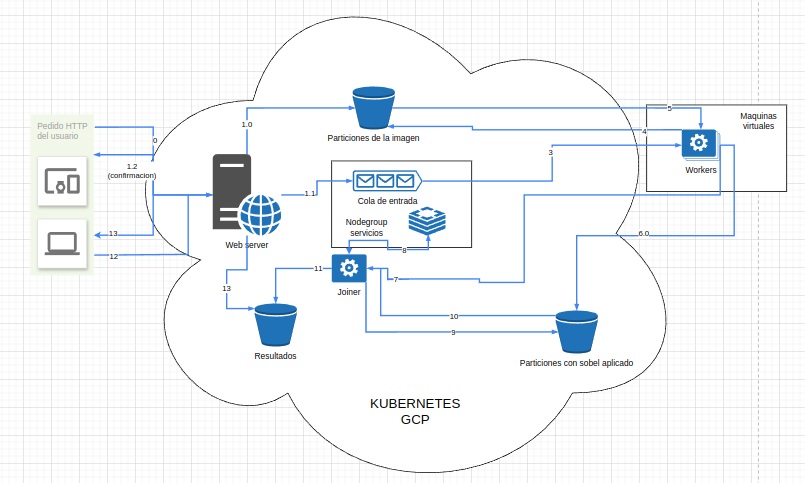 Pedido HTTP
del usuario
0
1.2
(confirmacion)
13
12
1.0
Particiones de la imagen
5
4
Maquinas
virtuales
Workers
3
1.1
Cola de entrada
Nodegroup
servicios
8
Web server
6.0
11
7
Joiner
13
10
9
Resultados
Particiones con sobel aplicado
KUBERNETES
GCP